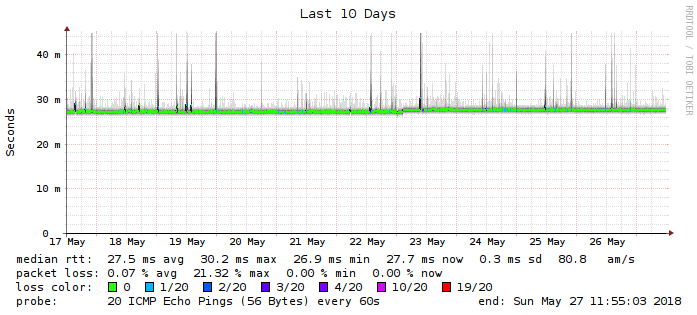 Last 10 Days
RRDTOOL / TOBI OETIKER
Seconds
40 m
30 m
20 m
10 m
0
17 May 18 May 19 May 20 May 21 May 22 May 23 May 24 May 25 May 26 May
median rtt: 27.5 ms avg 30.2 ms max 26.9 ms min 27.7 ms now 0.3 ms sd 80.8 am/s
packet loss: 0.07 % avg 21.32 % max 0.00 % min 0.00 % now
loss color: 0 1/20 2/20 3/20 4/20 10/20 19/20
probe: 20 ICMP Echo Pings (56 Bytes) every 60s end: Sun May 27 11:55:03 2018